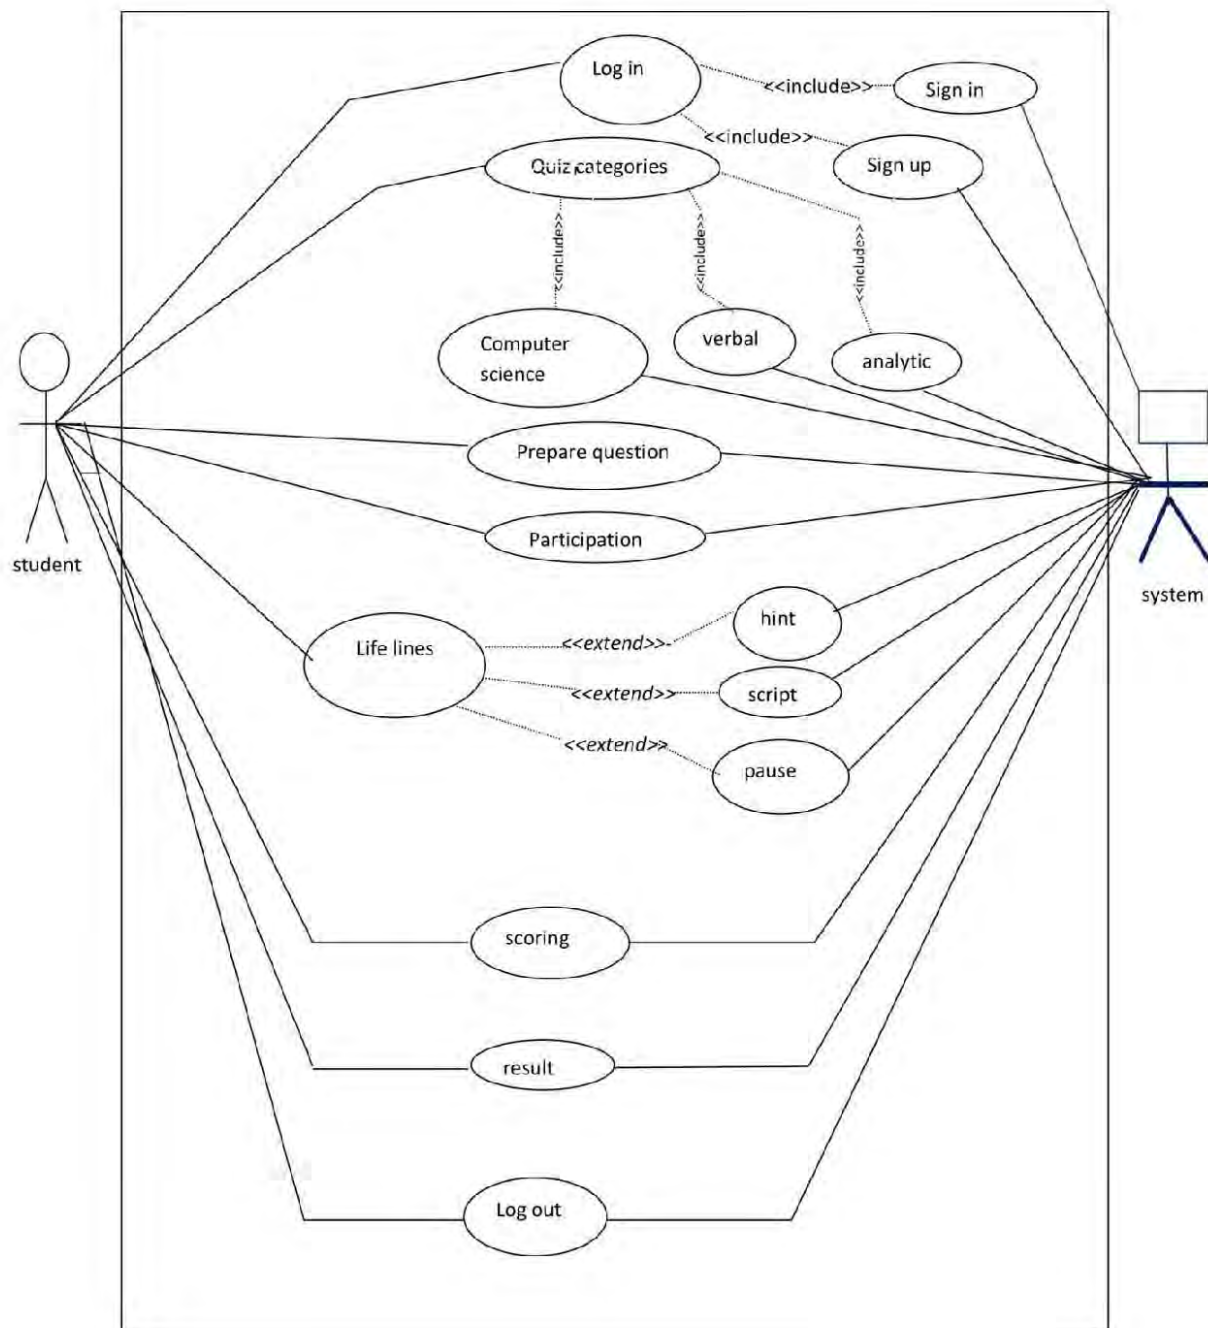 Log in
<<include>>
Sign in
<<include>>
Sign up
Quiz categories
<<include>>
<<include>>
<<include>>
Computer
science
verbal
analytic
Prepare question
Participation
student
system
Life lines
<<extend>>
hint
<<extend>>
script
<<extend>>
pause
scoring
result
Log out